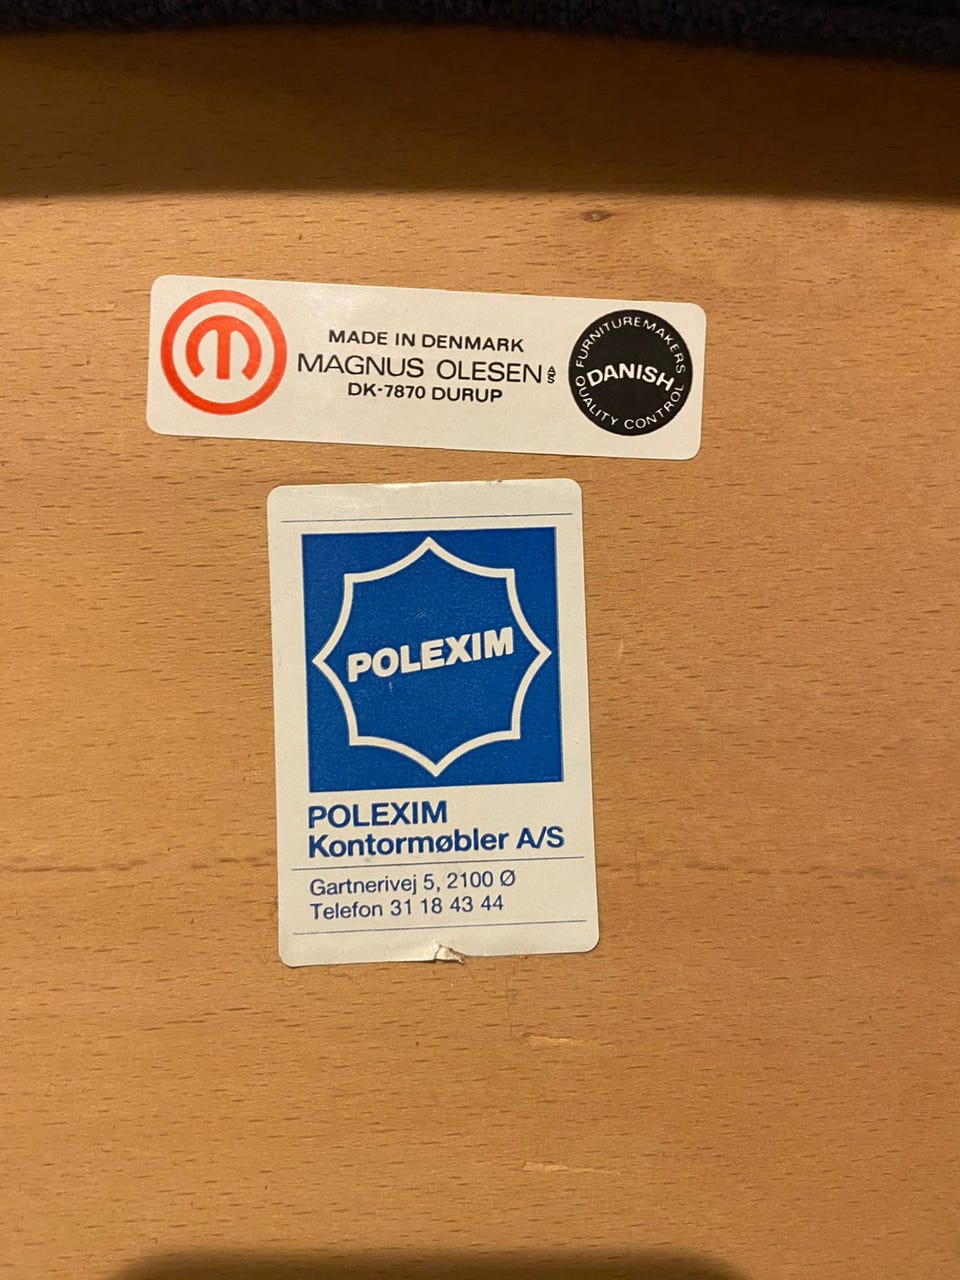 MADE IN DENMARK
MAGNUS OLESEN A/S
DK-7870 DURUP
FURNITUREMAKERS
DANISH
QUALITY CONTROL
POLEXIM
POLEXIM
Kontormøbler A/S
Gartnerivej 5, 2100 Ø
Telefon 31 18 43 44